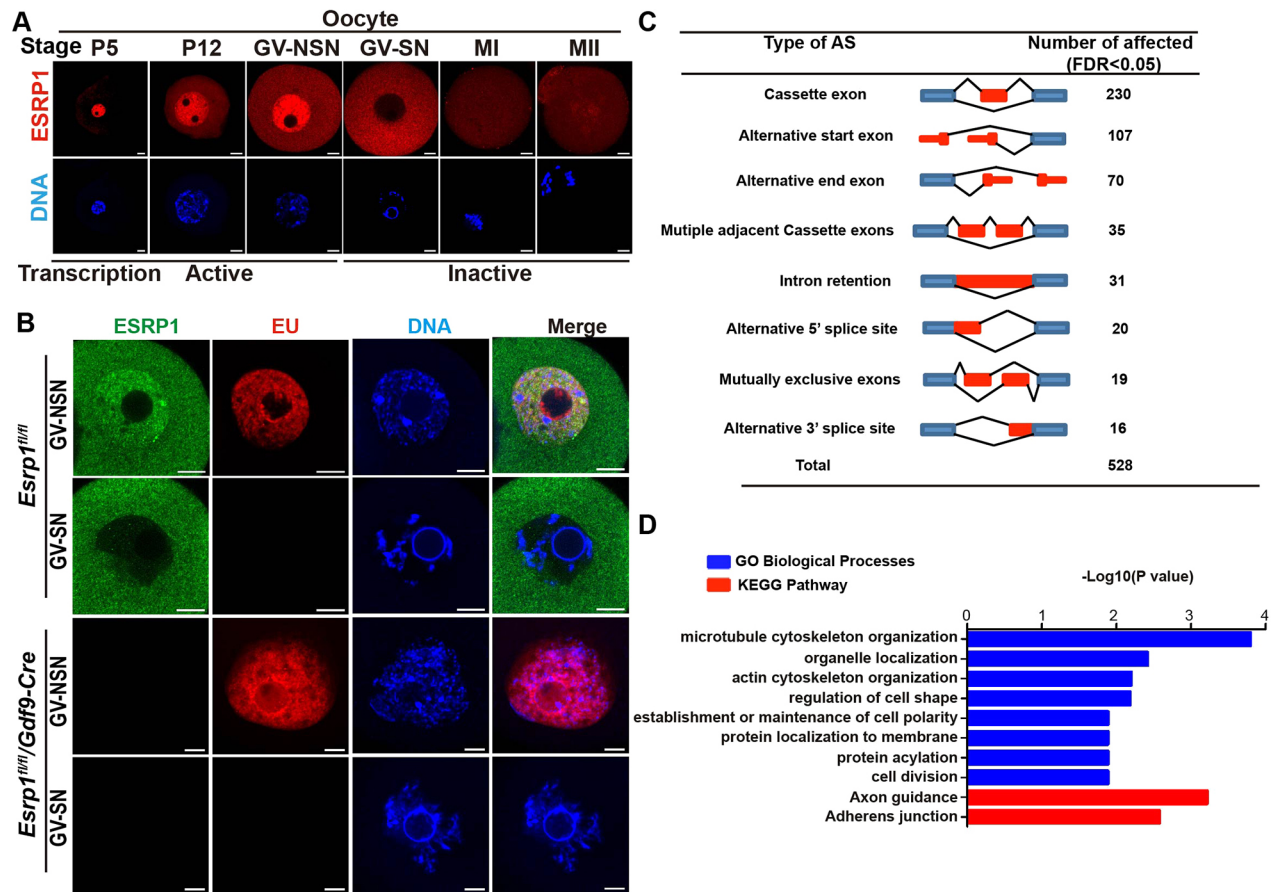 A
Oocyte
Stage P5 P12 GV-NSN GV-SN MI MII
ESRP1
DNA
Transcription Active Inactive
B
ESRP1 EU DNA Merge
Esrp1fl/fl
GV-NSN
GV-SN
Esrp1fl/fl/Gdf9-Cre
GV-NSN
GV-SN
C
Type of AS Number of affected
(FDR<0.05)
Cassette exon 230
Alternative start exon 107
Alternative end exon 70
Mutiple adjacent Cassette exons 35
Intron retention 31
Alternative 5' splice site 20
Mutually exclusive exons 19
Alternative 3' splice site 16
Total 528
D
GO Biological Processes
KEGG Pathway
-Log10(P value)
0 1 2 3 4
microtubule cytoskeleton organization
organelle localization
actin cytoskeleton organization
regulation of cell shape
establishment or maintenance of cell polarity
protein localization to membrane
protein acylation
cell division
Axon guidance
Adherens junction